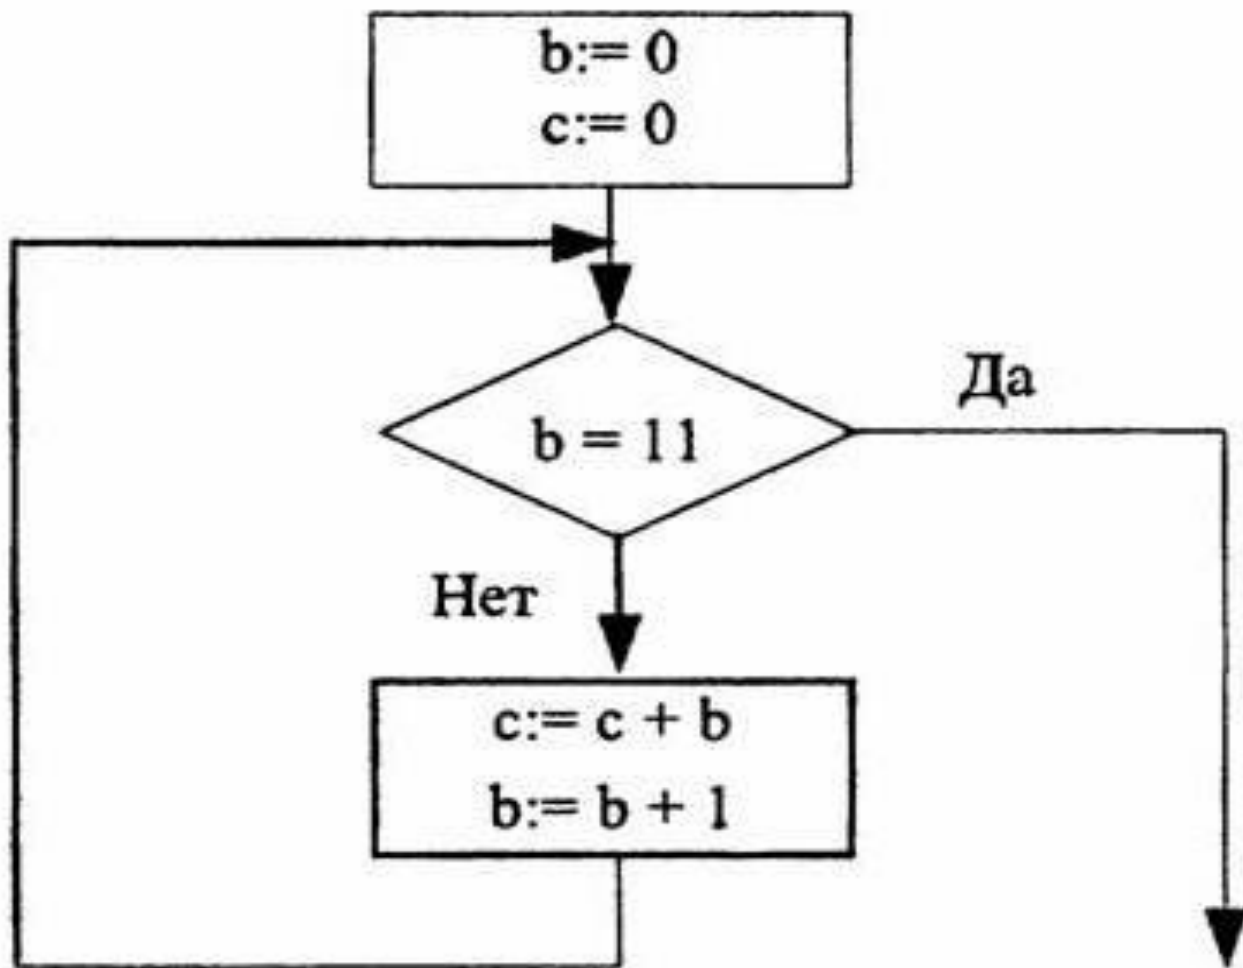 b:= 0
c:= 0
Да
b = 11
Нет
c:= c + b
b:= b + 1